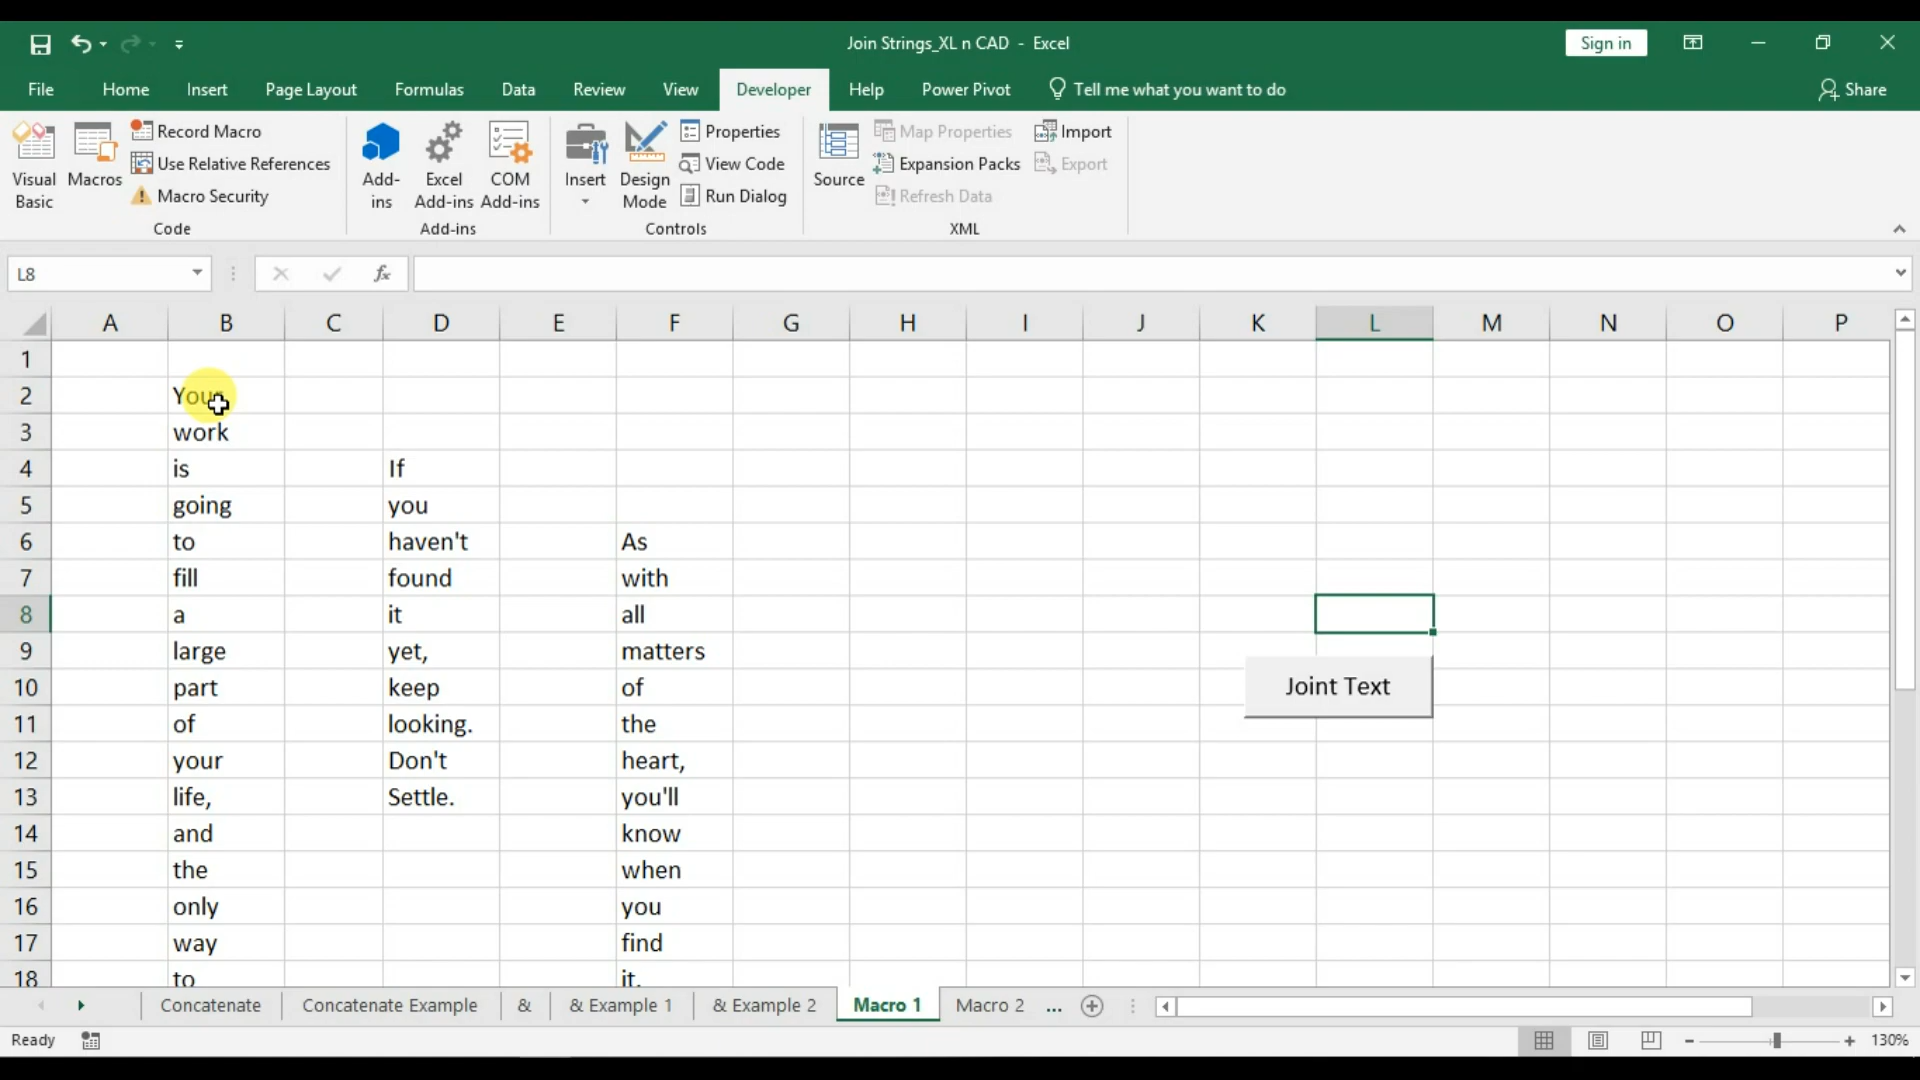 Join Strings_XL n CAD - Excel
Sign in
File Home Insert Page Layout Formulas Data Review View Developer Help Power Pivot Tell me what you want to do Share
Visual Basic
Macros
Record Macro
Use Relative References
Macro Security
Code
Add-ins
Excel Add-ins
COM Add-ins
Add-ins
Insert
Design Mode
Properties
View Code
Run Dialog
Controls
Source
Map Properties
Expansion Packs
Refresh Data
Import
Export
XML
L8
fx
A B C D E F G H I J K L M N O P
1
2 Your
3 work
4 is If
5 going you
6 to haven't As
7 fill found with
8 a it all
9 large yet, matters
10 part keep of
11 of looking. the
12 your Don't heart,
13 life, Settle. you'll
14 and know
15 the when
16 only you
17 way find
18 to it.
Joint Text
Concatenate Concatenate Example & & Example 1 & Example 2 Macro 1 Macro 2 ...
Ready
130%